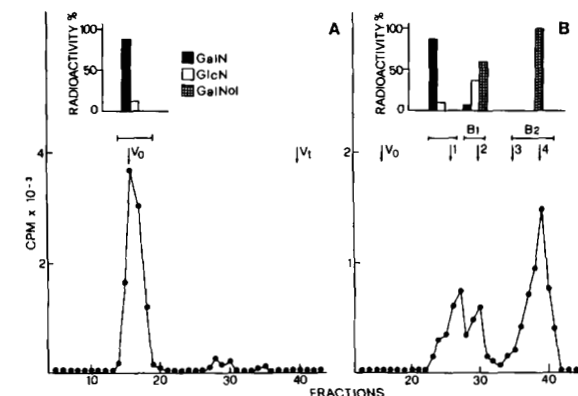 A
B
RADIOACTIVITY %
100
50
0
GalN
GlcN
GalNol
RADIOACTIVITY %
100
50
0
B1
B2
V₀
Vt
V₀
1
2
3
4
CPM x 10⁻³
4
2
2
1
10
20
30
40
20
30
40
FRACTIONS